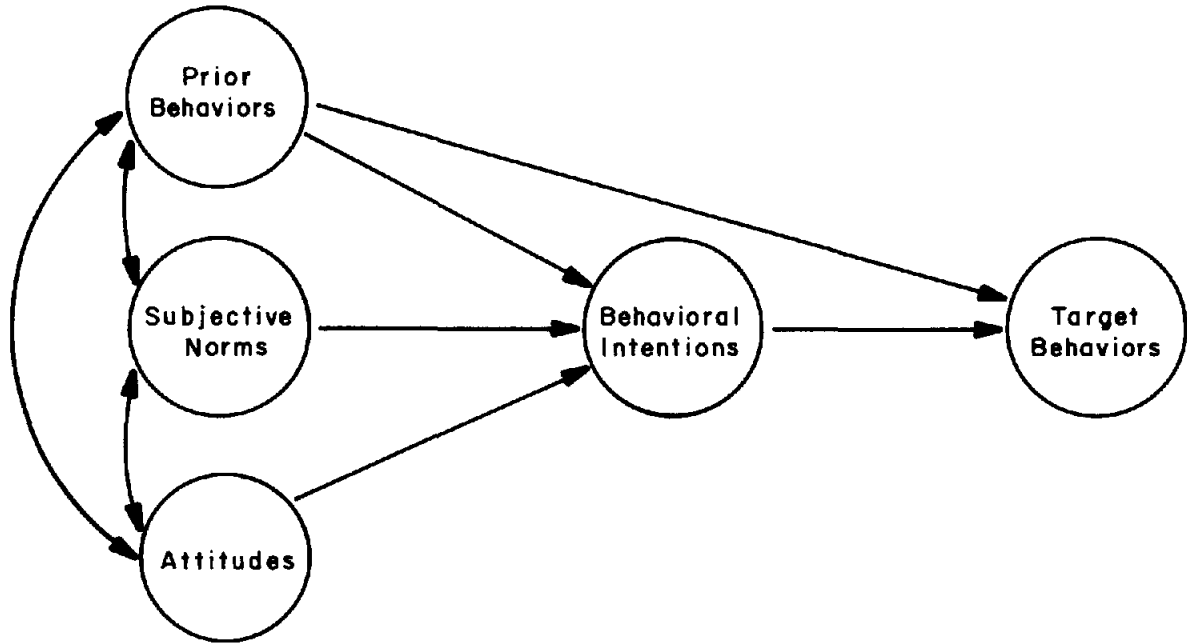 Prior
Behaviors
Subjective
Norms
Attitudes
Behavioral
Intentions
Target
Behaviors